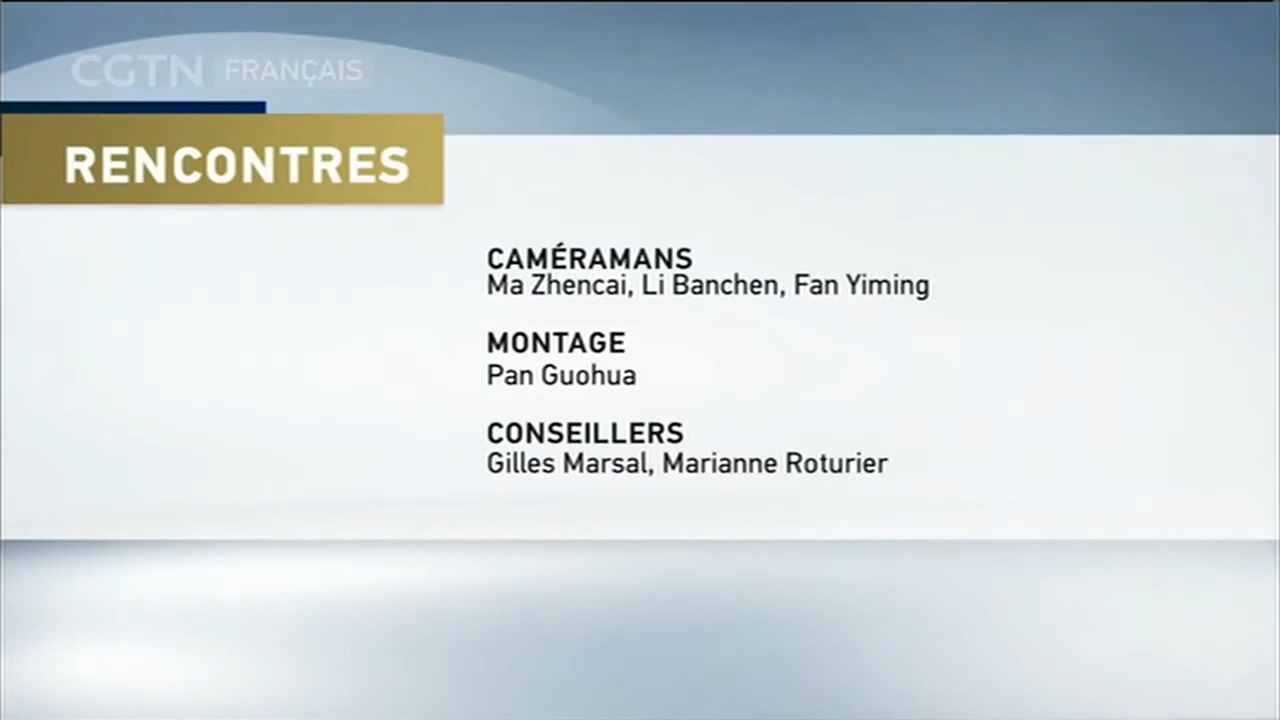 CGTN FRANÇAIS
RENCONTRES
CAMÉRAMANS
Ma Zhencai, Li Banchen, Fan Yiming
MONTAGE
Pan Guohua
CONSEILLERS
Gilles Marsal, Marianne Roturier